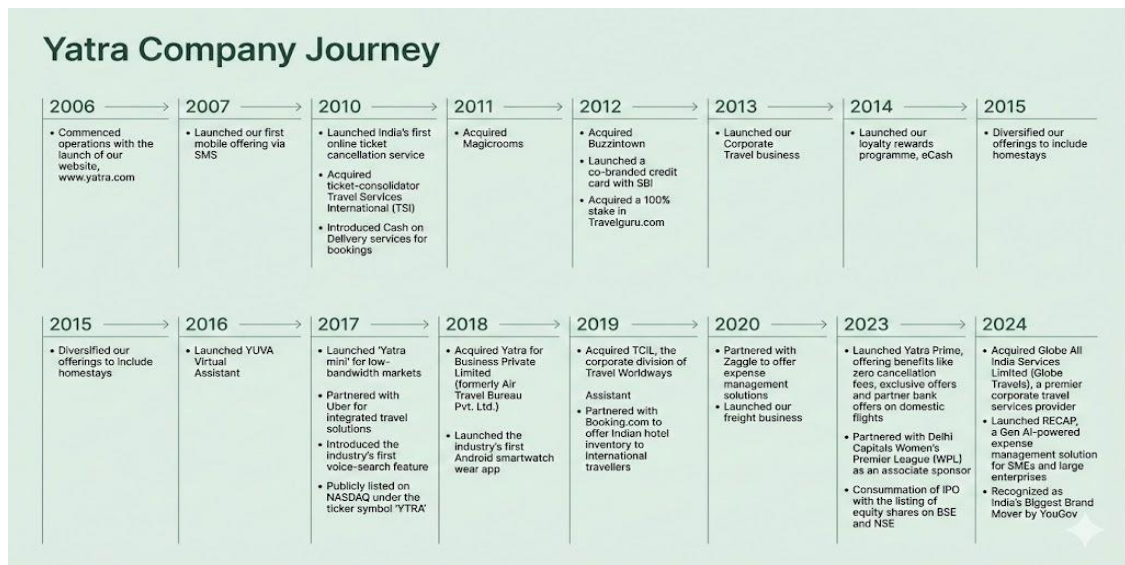 Yatra Company Journey
2006
• Commenced
operations with the
launch of our
website,
www.yatra.com
2007
• Launched our first
mobile offering via
SMS
2010
• Launched India's first
online ticket
cancellation service
• Acquired
ticket-consolidator
Travel Services
International (TSI)
• Introduced Cash on
Delivery services for
bookings
2011
• Acquired
Magicrooms
2012
• Acquired
Buzzintown
• Launched a
co-branded credit
card with SBI
• Acquired a 100%
stake in
Travelguru.com
2013
• Launched our
Corporate
Travel business
2014
• Launched our
loyalty rewards
programme, eCash
2015
• Diversified our
offerings to include
homestays
2015
• Diversified our
offerings to include
homestays
2016
• Launched YUVA
Virtual
Assistant
2017
• Launched 'Yatra
mini' for low-
bandwidth markets
• Partnered with
Uber for
integrated travel
solutions
• Introduced the
industry's first
voice-search feature
• Publicly listed on
NASDAQ under the
ticker symbol 'YTRA'
2018
• Acquired Yatra for
Business Private
Limited
(formerly Air
Travel Bureau
Pvt. Ltd.)
• Launched the
industry's first
Android smartwatch
wear app
2019
• Acquired TCIL, the
corporate division of
Travel Worldways
Assistant
• Partnered with
Booking.com to
offer Indian hotel
inventory to
International
travellers
2020
• Partnered with
Zaggle to offer
expense
management
solutions
• Launched our
freight business
2023
• Launched Yatra Prime,
offering benefits like
zero cancellation
fees, exclusive offers
and partner bank
offers on domestic
flights
• Partnered with Delhi
Capitals Women's
Premier League (WPL)
as an associate sponsor
• Consummation of IPO
with the listing of
equity shares on BSE
and NSE
2024
• Acquired Globe All
India Services
Limited (Globe
Travels), a premier
corporate travel
services provider
• Launched RECAP,
a Gen AI-powered
expense
management solution
for SMEs and large
enterprises
• Recognized as
India's Biggest Brand
Mover by YouGov